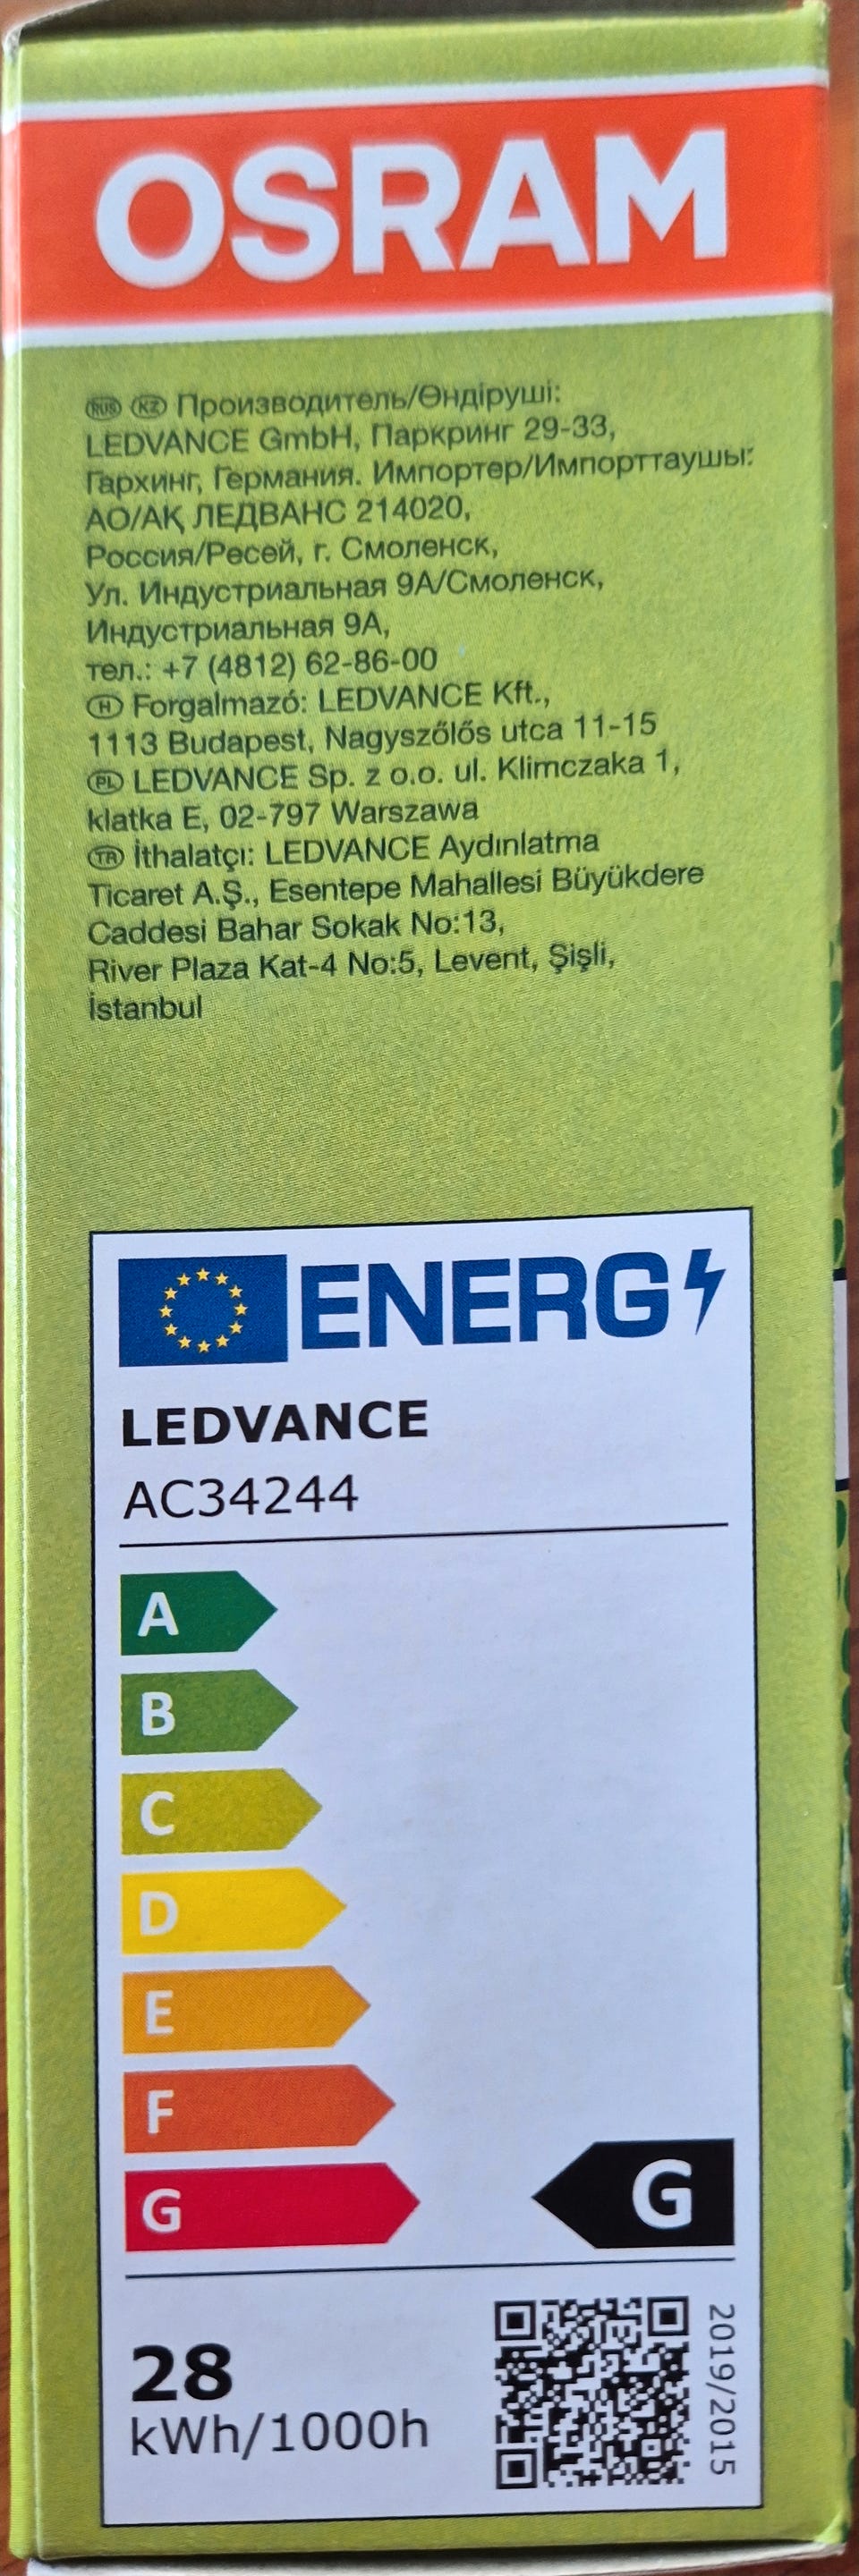 OSRAM
RUS KZ Производитель/Өндіруші:
LEDVANCE GmbH, Паркринг 29-33,
Гархинг, Германия. Импортер/Импорттаушы:
АО/АҚ ЛЕДВАНС 214020,
Россия/Ресей, г. Смоленск,
Ул. Индустриальная 9А/Смоленск,
Индустриальная 9А,
тел.: +7 (4812) 62-86-00
H Forgalmazó: LEDVANCE Kft.,
1113 Budapest, Nagyszőlős utca 11-15
PL LEDVANCE Sp. z o.o. ul. Klimczaka 1,
klatka E, 02-797 Warszawa
TR İthalatçı: LEDVANCE Aydınlatma
Ticaret A.Ş., Esentepe Mahallesi Büyükdere
Caddesi Bahar Sokak No:13,
River Plaza Kat-4 No:5, Levent, Şişli,
İstanbul
ENERG
LEDVANCE
AC34244
A
B
C
D
E
F
G G
28
kWh/1000h
2019/2015